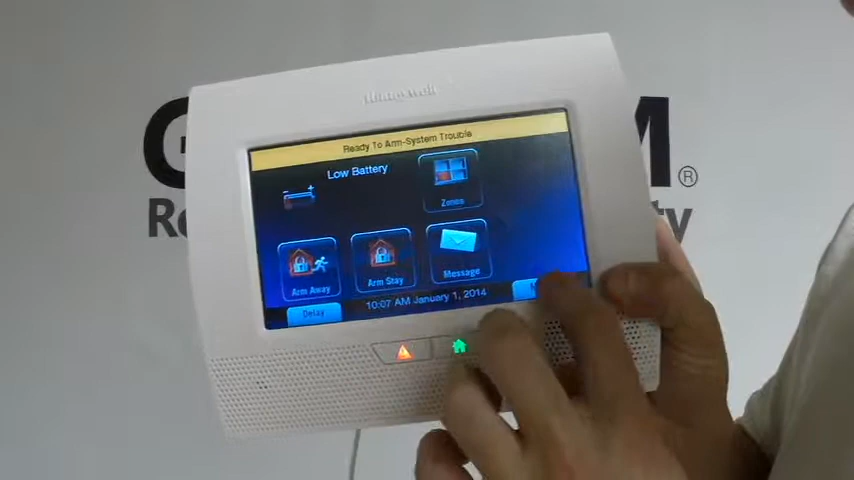 Honeywell
Ready To Arm-System Trouble
Low Battery
Zones
Arm Away
Arm Stay
Message
10:07 AM January 1, 2014
Delay
®